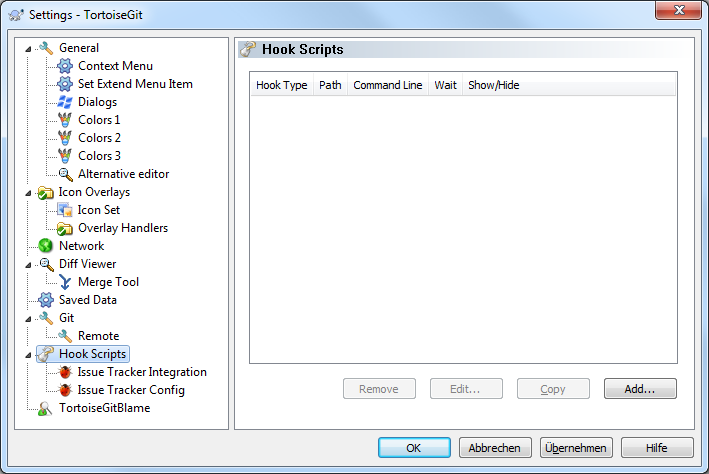 Settings - TortoiseGit
General
Context Menu
Set Extend Menu Item
Dialogs
Colors 1
Colors 2
Colors 3
Alternative editor
Icon Overlays
Icon Set
Overlay Handlers
Network
Diff Viewer
Merge Tool
Saved Data
Git
Remote
Hook Scripts
Issue Tracker Integration
Issue Tracker Config
TortoiseGitBlame
Hook Scripts
Hook Type Path Command Line Wait Show/Hide
Remove Edit... Copy Add...
OK Abbrechen Übernehmen Hilfe